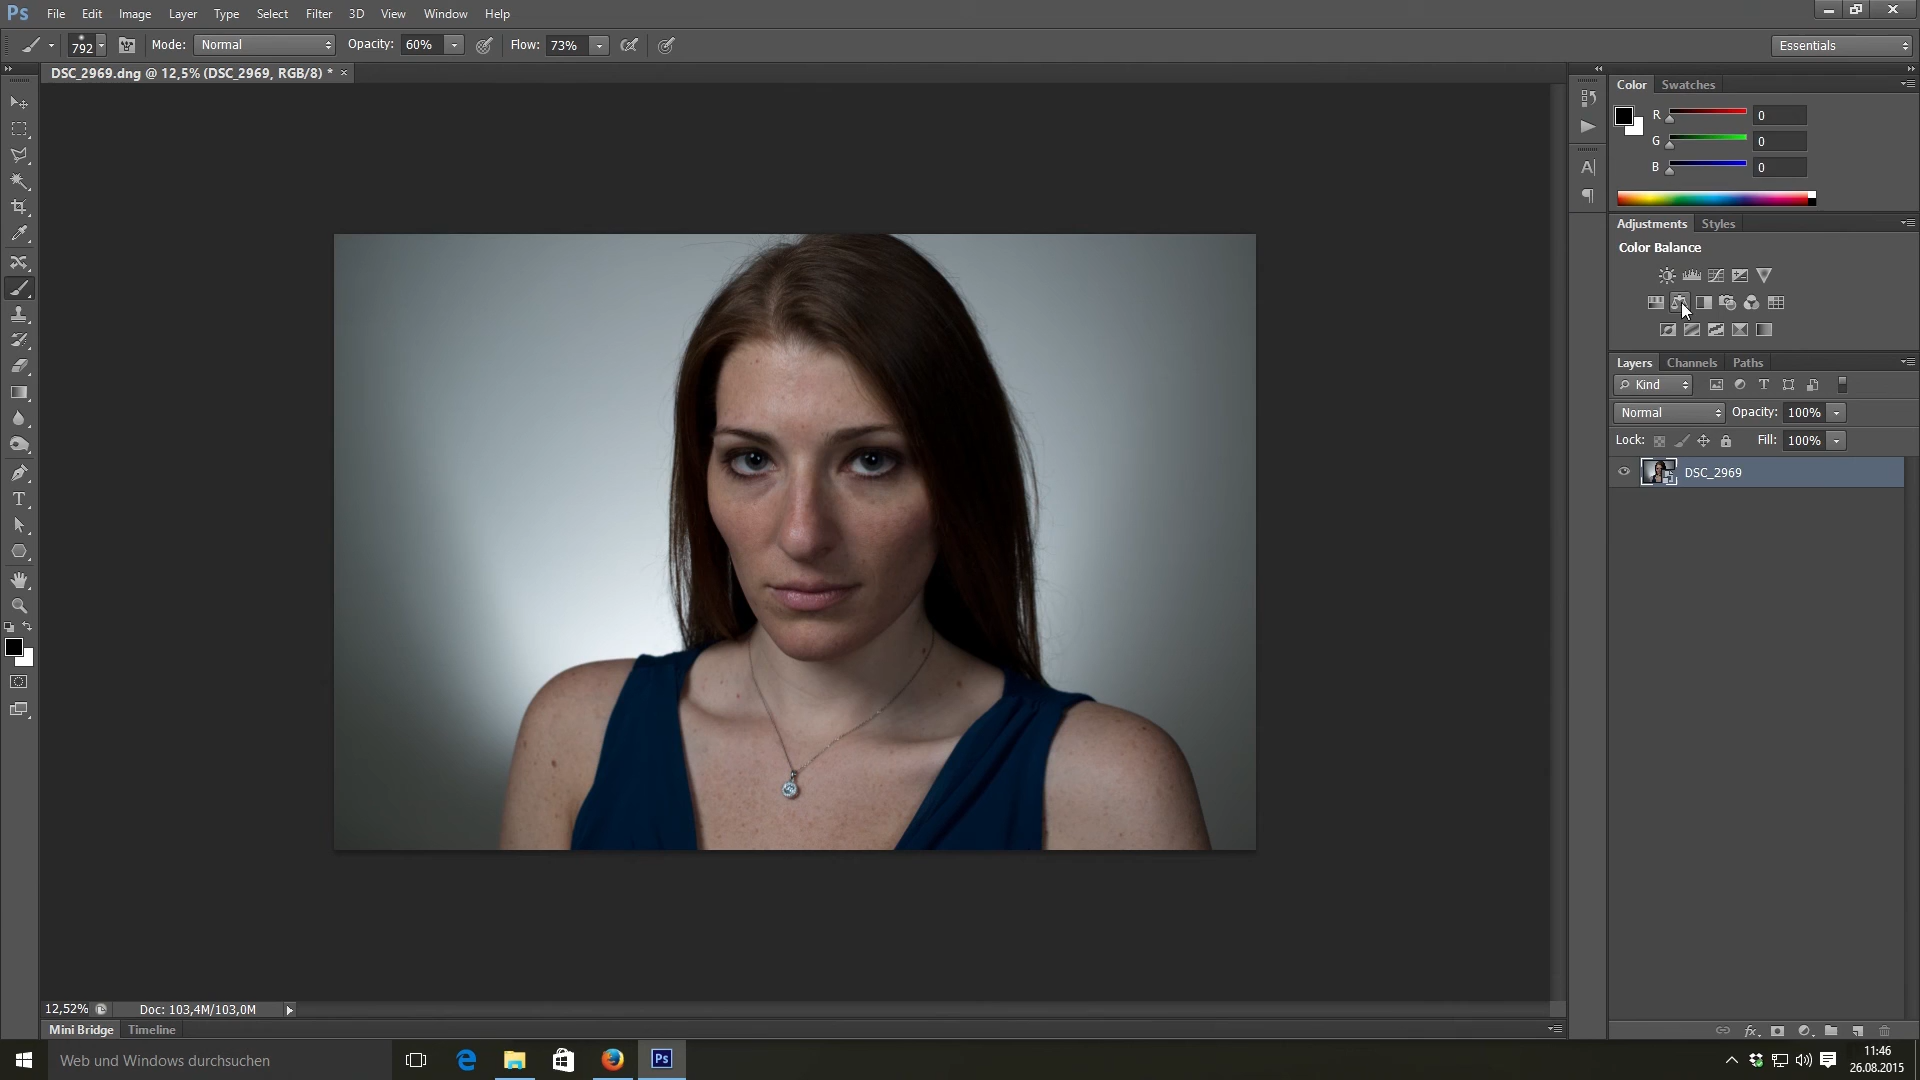 Ps File Edit Image Layer Type Select Filter 3D View Window Help
792 Mode: Normal Opacity: 60% Flow: 73% Essentials
DSC_2969.dng @ 12,5% (DSC_2969, RGB/8) * ×
Color Swatches
R 0
G 0
B 0
A|
Adjustments Styles
Color Balance
Layers Channels Paths
Kind
Normal Opacity: 100%
Lock: Fill: 100%
DSC_2969
T
12,52% Doc: 103,4M/103,0M
Mini Bridge Timeline
fx
Web und Windows durchsuchen
Ps
11:46
26.08.2015